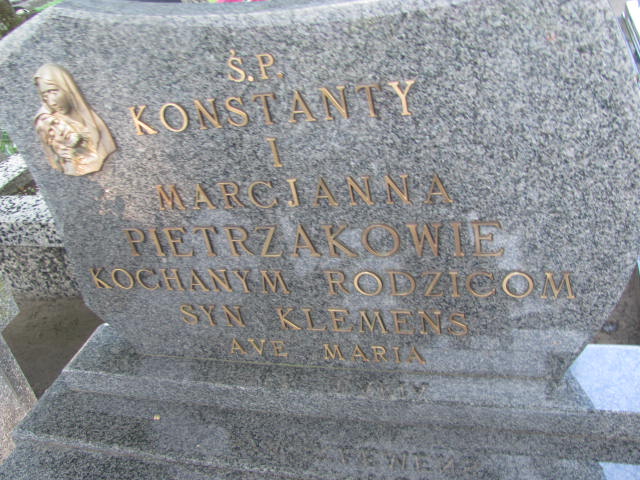 Ś.P.
KONSTANTY
I
MARCJANNA
PIETRZAKOWIE
KOCHANYM RODZICOM
SYN KLEMENS
AVE MARIA